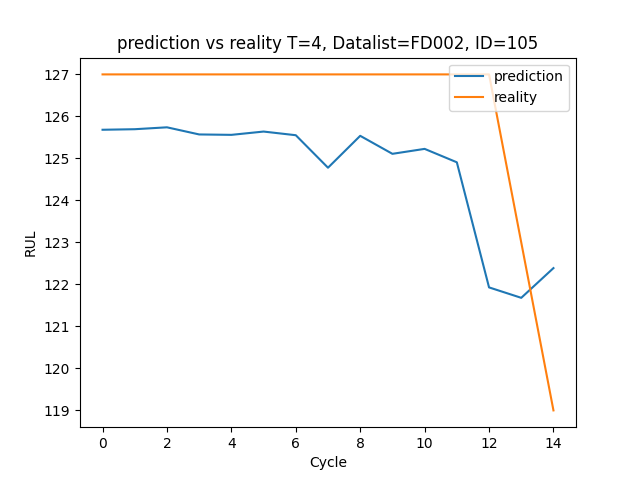 prediction vs reality T=4, Datalist=FD002, ID=105
127
126
125
124
123
122
121
120
119
RUL
prediction
reality
0 2 4 6 8 10 12 14
Cycle